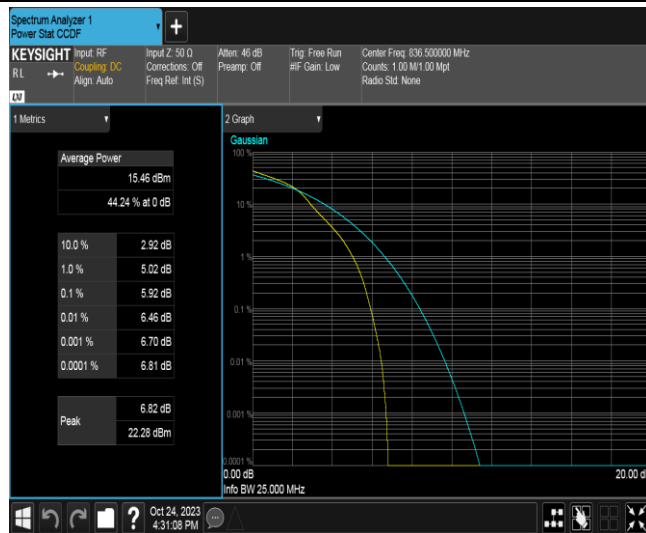 Spectrum Analyzer 1
Power Stat CCDF
+
KEYSIGHT
RL
Input: RF
Coupling: DC
Align: Auto
Input Z: 50 Ω
Corrections: Off
Freq Ref: Int (S)
Atten: 46 dB
Preamp: Off
Trig: Free Run
#IF Gain: Low
Center Freq: 836.500000 MHz
Counts: 1.00 M/1.00 Mpt
Radio Std: None
1 Metrics
Average Power
15.46 dBm
44.24 % at 0 dB
10.0 % 2.92 dB
1.0 % 5.02 dB
0.1 % 5.92 dB
0.01 % 6.46 dB
0.001 % 6.70 dB
0.0001 % 6.81 dB
Peak
6.82 dB
22.28 dBm
2 Graph
Gaussian
100 %
10 %
1 %
0.1 %
0.01 %
0.001 %
0.0001 %
0.00 dB
20.00 d
Info BW 25.000 MHz
?
Oct 24, 2023
4:31:08 PM